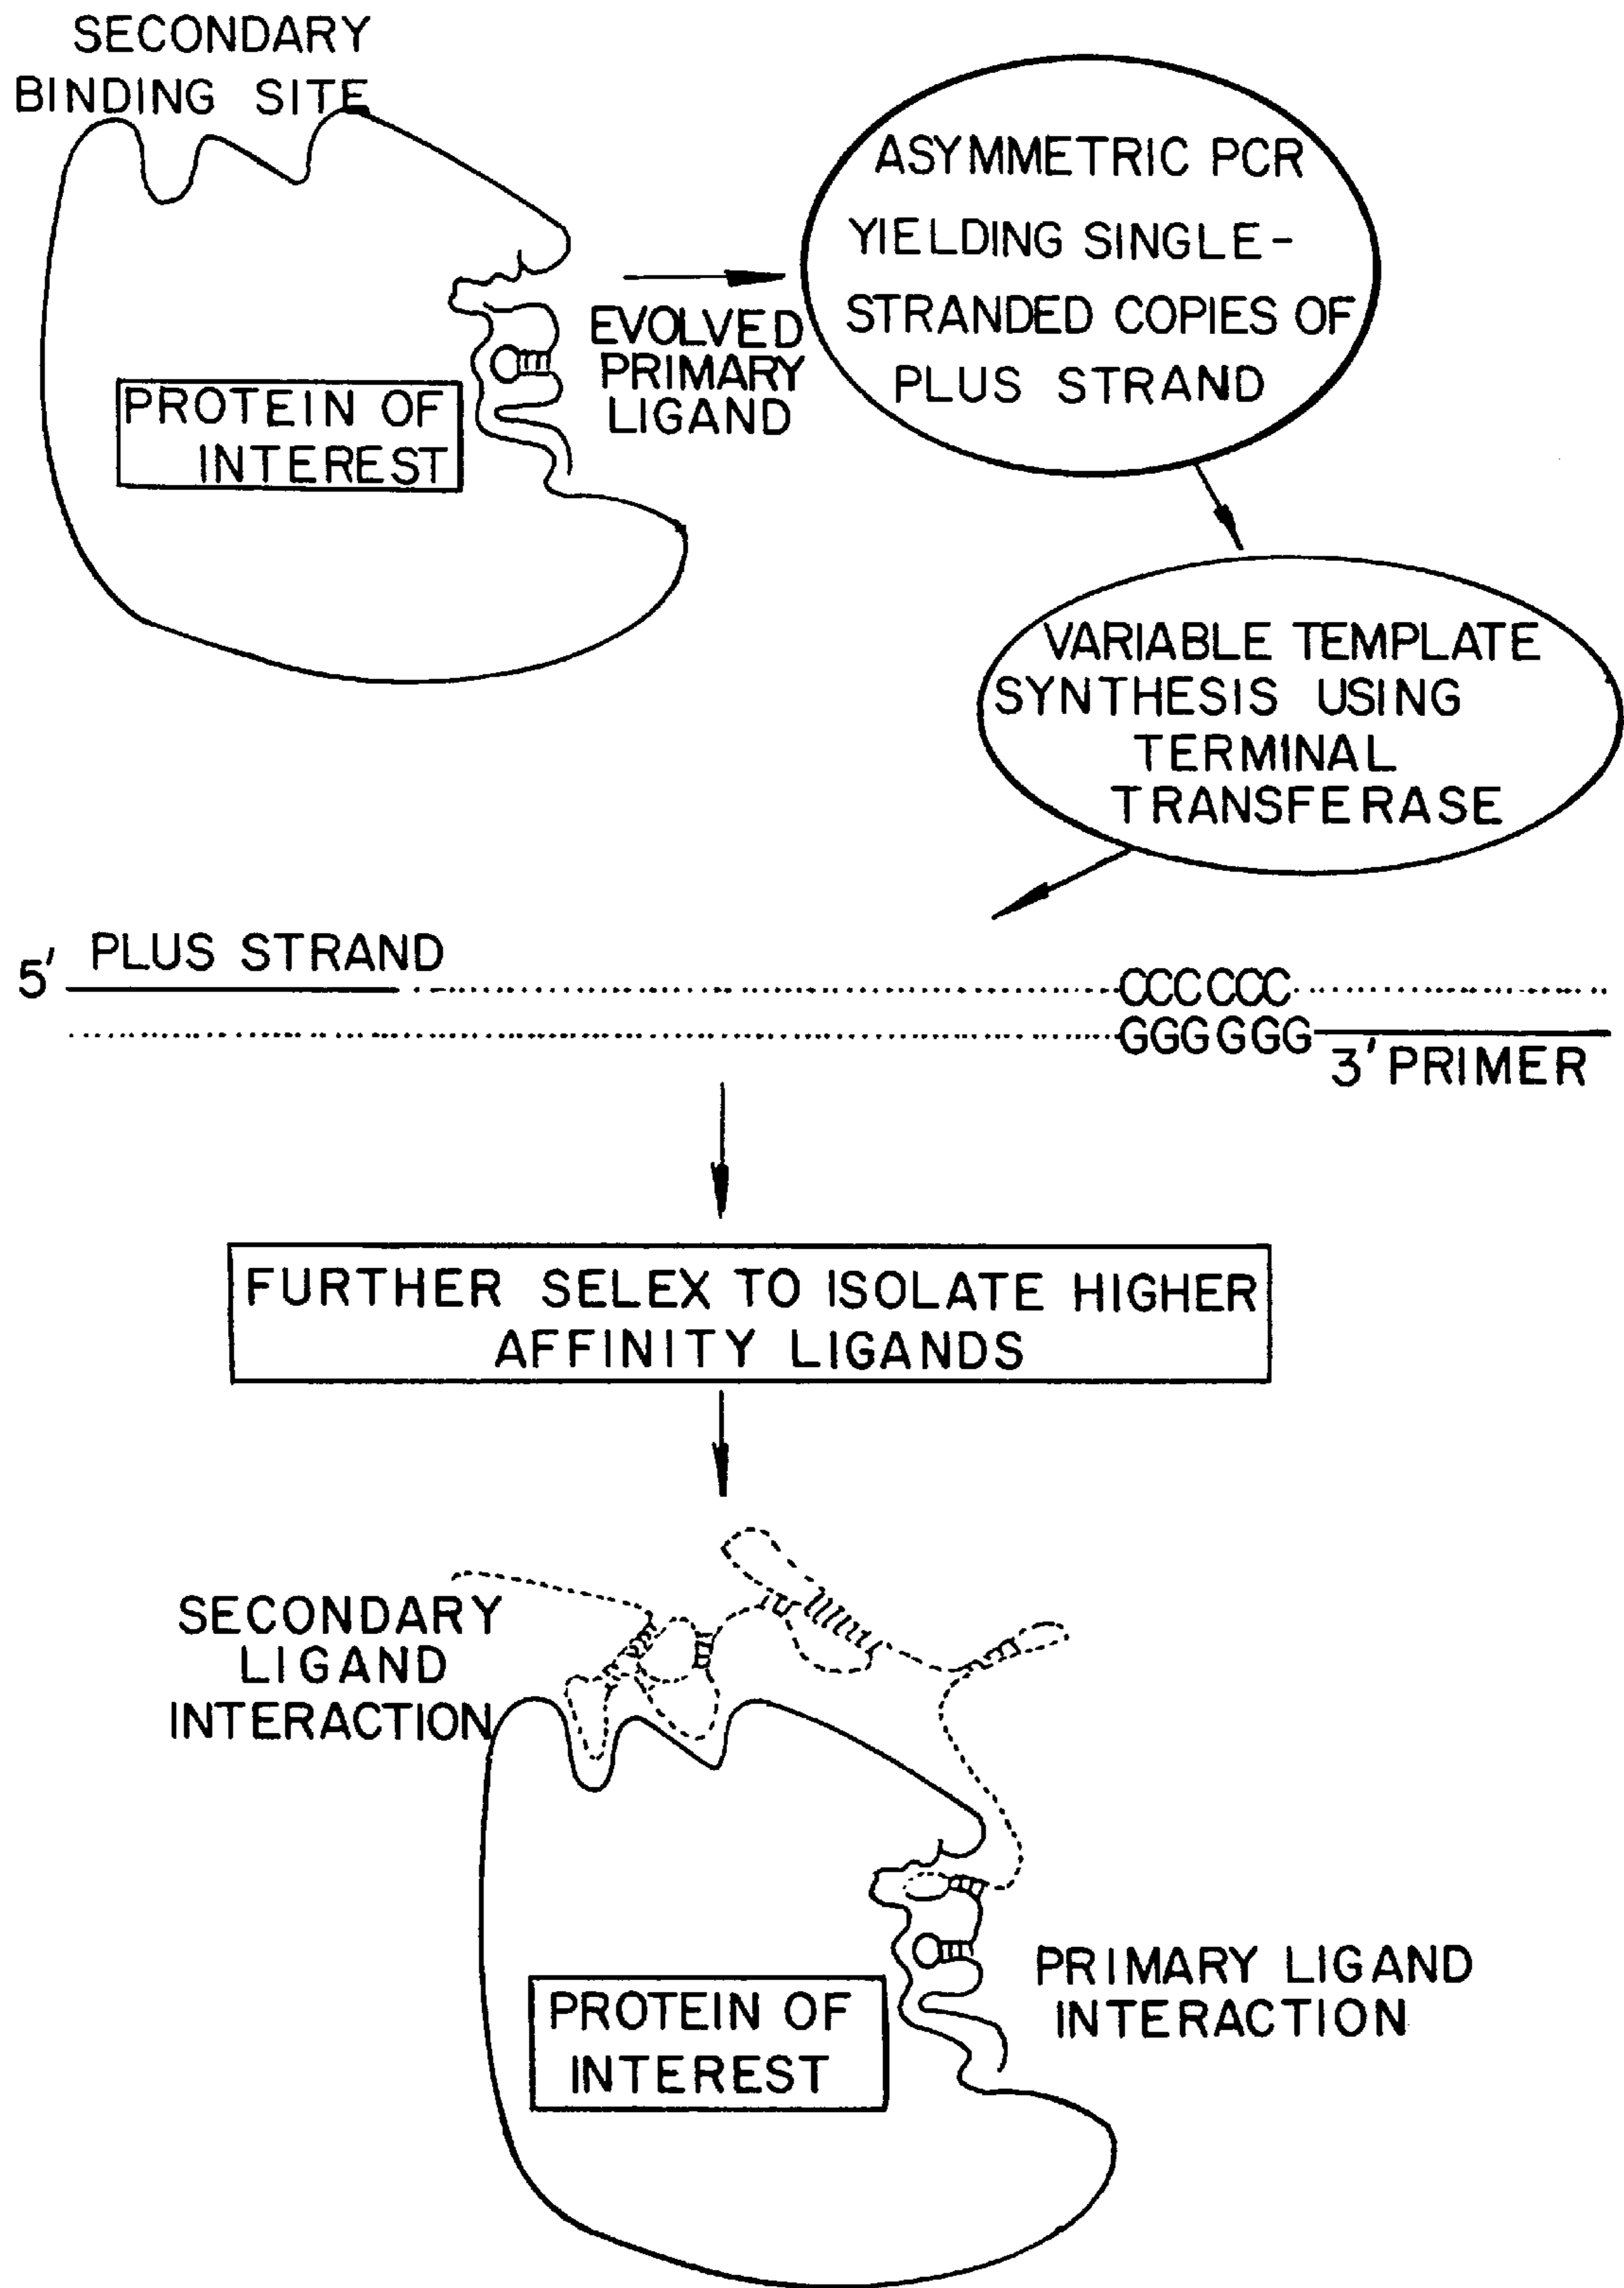 SECONDARY
BINDING SITE
PROTEIN OF
INTEREST
EVOLVED
PRIMARY
LIGAND
ASYMMETRIC PCR
YIELDING SINGLE-
STRANDED COPIES OF
PLUS STRAND
VARIABLE TEMPLATE
SYNTHESIS USING
TERMINAL
TRANSFERASE
5' PLUS STRAND
CCCCCC
GGGGGG
3' PRIMER
FURTHER SELEX TO ISOLATE HIGHER
AFFINITY LIGANDS
SECONDARY
LIGAND
INTERACTION
PROTEIN OF
INTEREST
PRIMARY LIGAND
INTERACTION